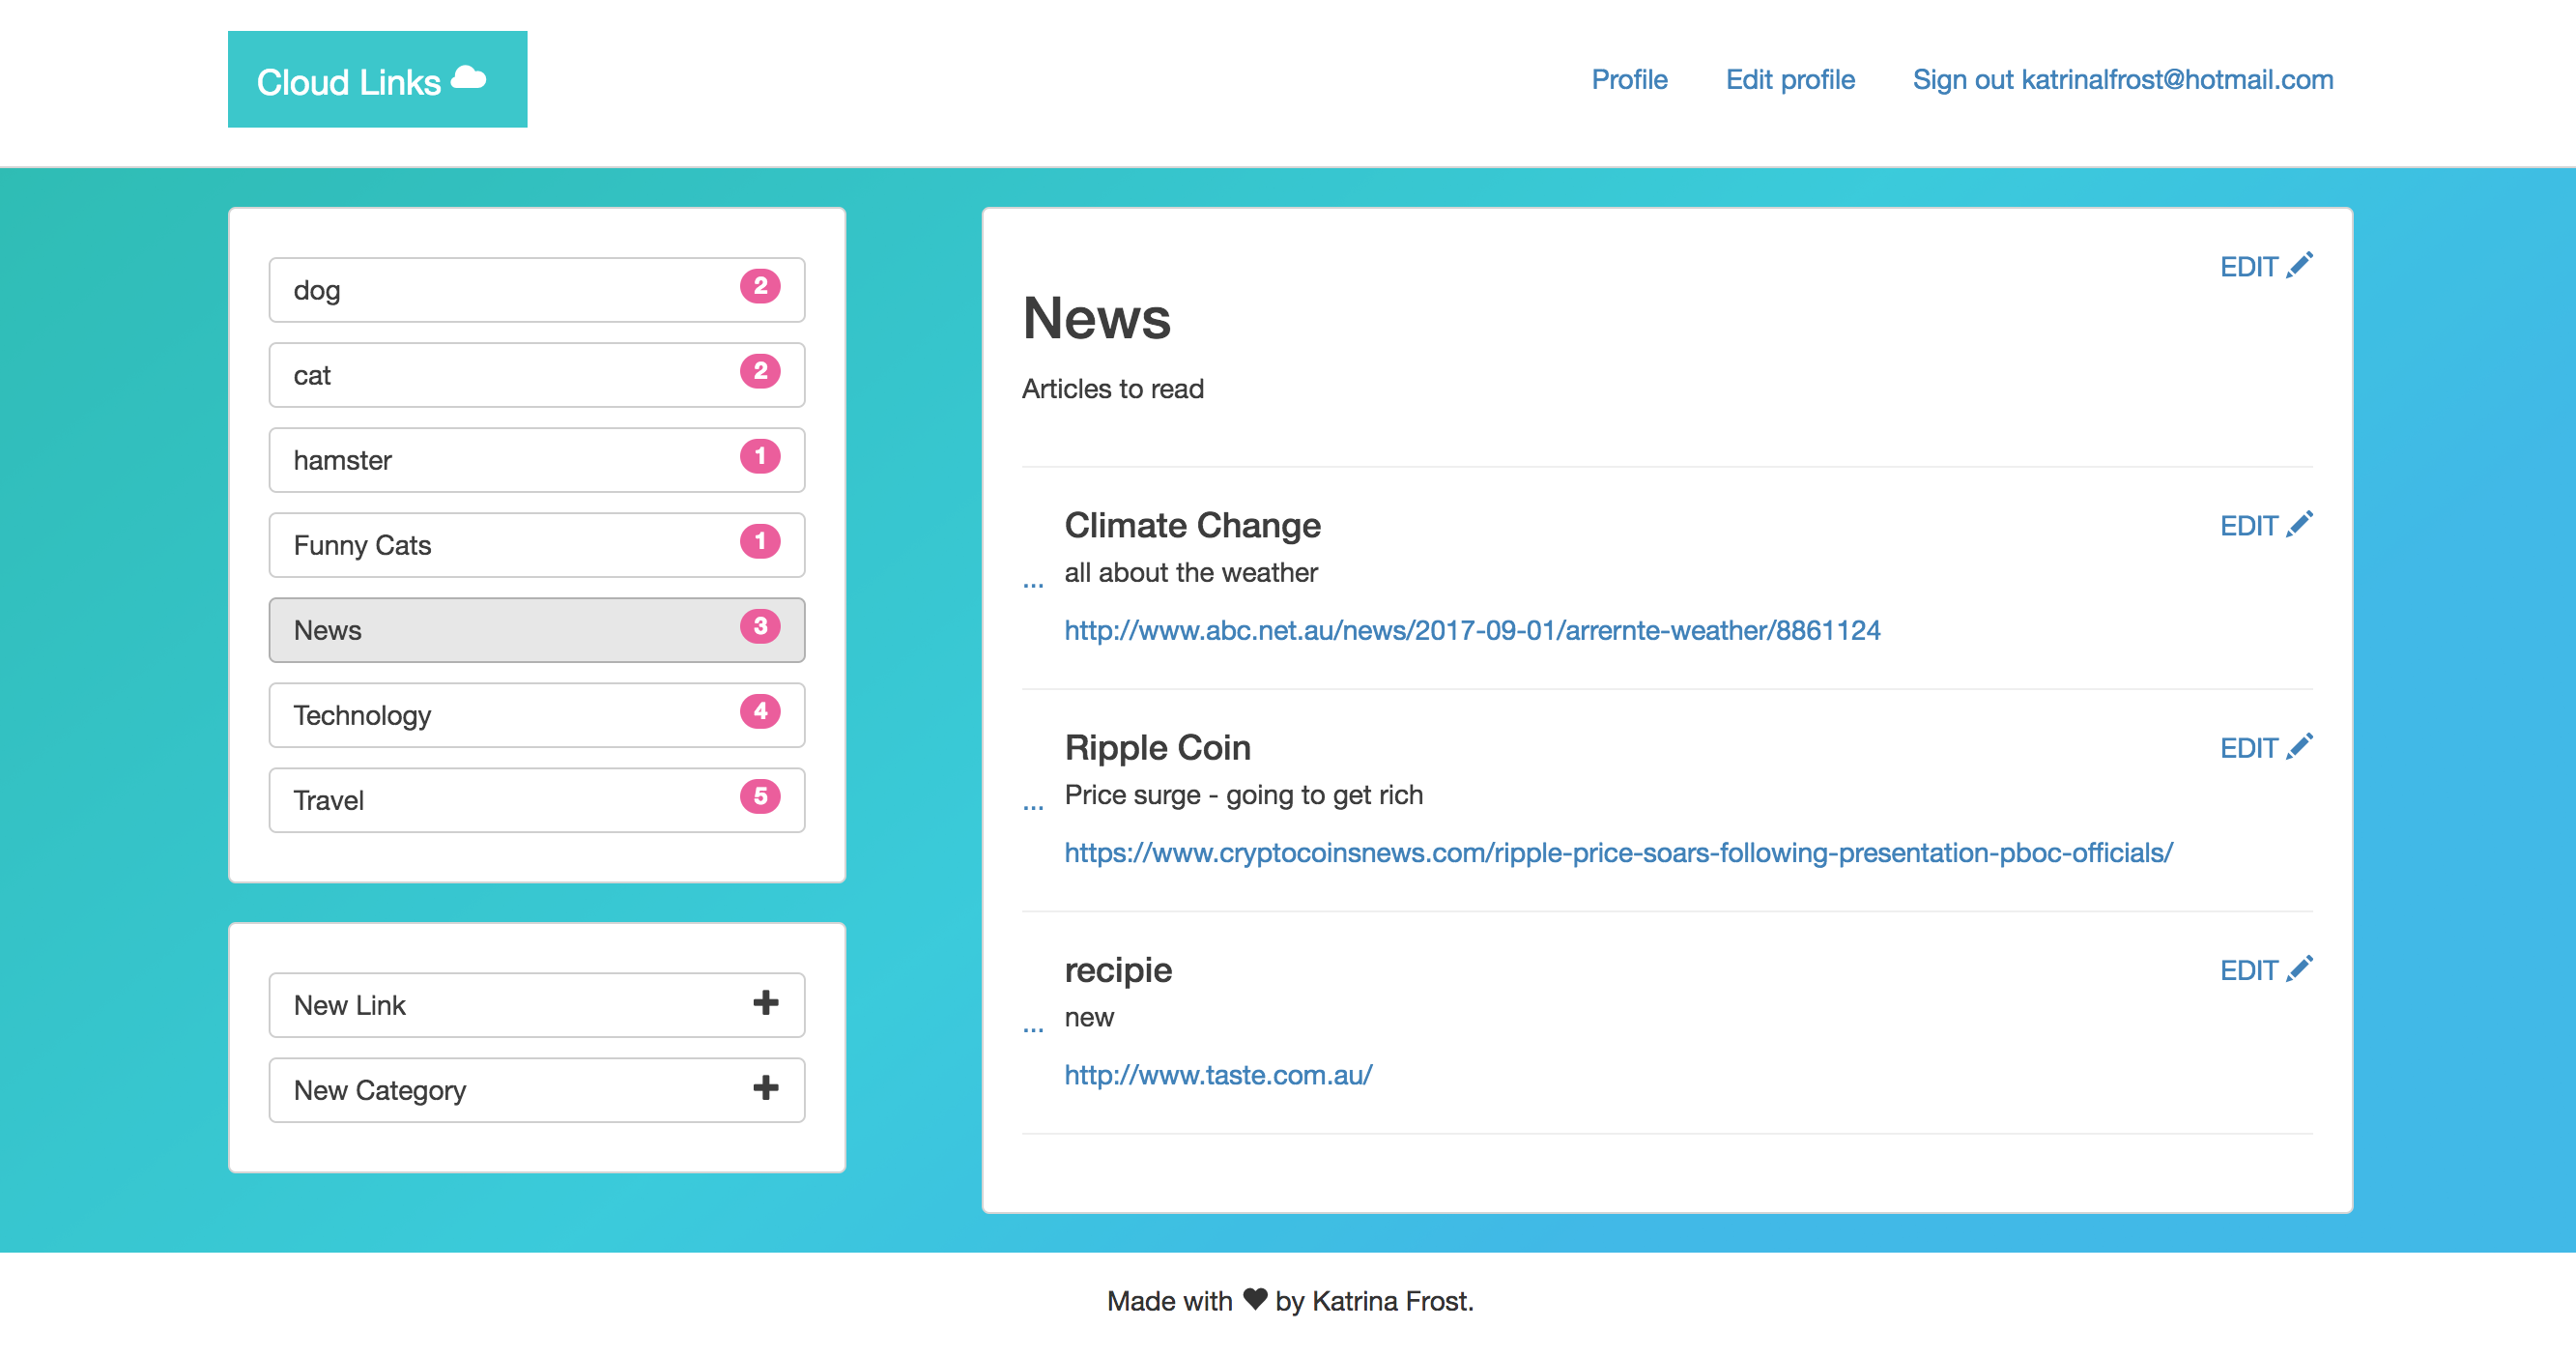 Cloud Links
Profile Edit profile Sign out katrinalfrost@hotmail.com
dog 2
cat 2
hamster 1
Funny Cats 1
News 3
Technology 4
Travel 5
New Link
New Category
EDIT
News
Articles to read
Climate Change EDIT
... all about the weather
http://www.abc.net.au/news/2017-09-01/arrernte-weather/8861124
Ripple Coin EDIT
... Price surge - going to get rich
https://www.cryptocoinsnews.com/ripple-price-soars-following-presentation-pboc-officials/
recipie EDIT
... new
http://www.taste.com.au/
Made with ♥ by Katrina Frost.